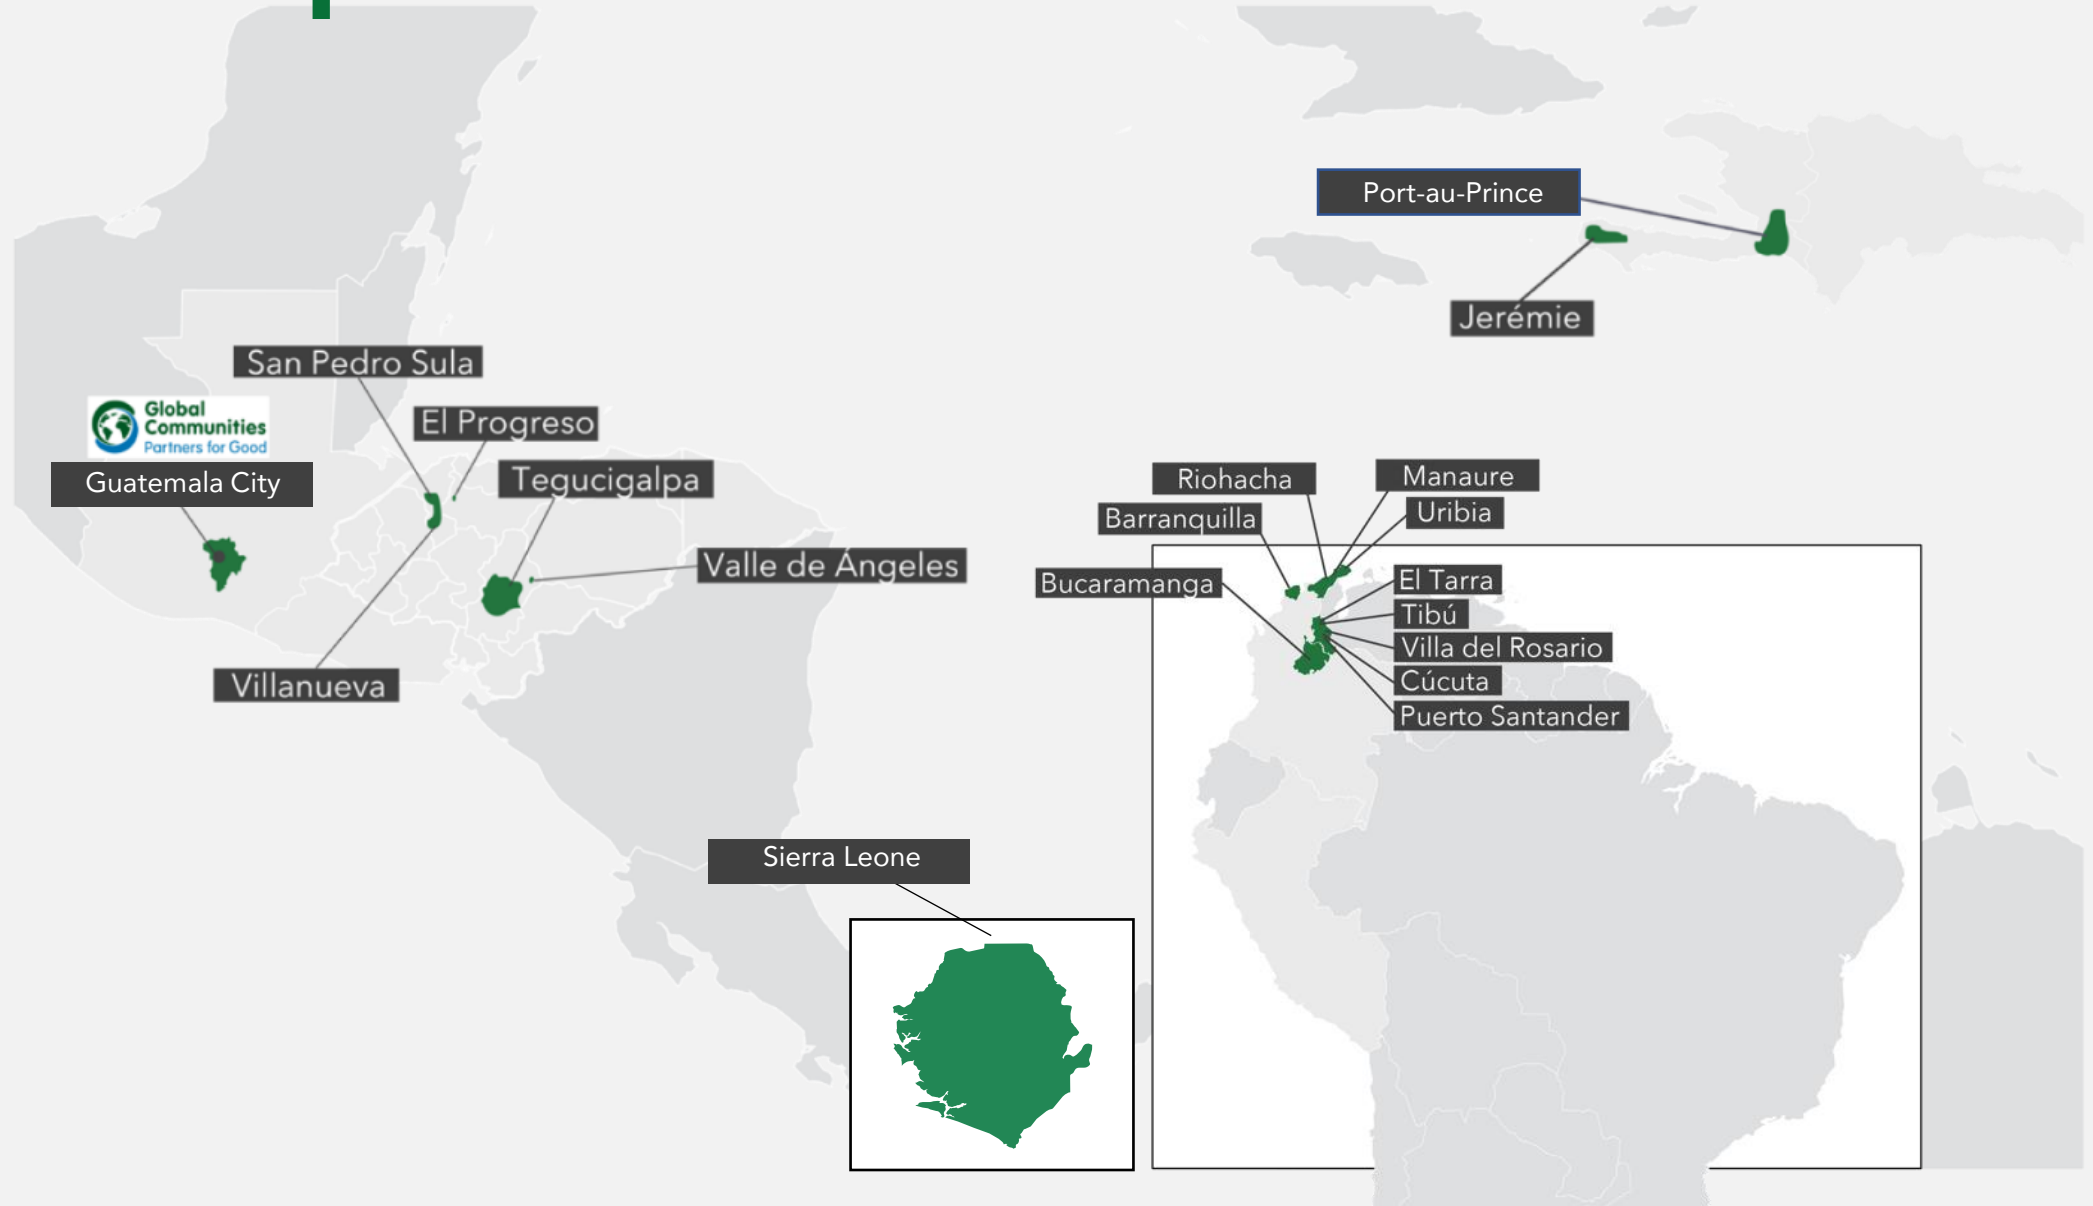 Port-au-Prince
Jerémie
San Pedro Sula
Global
Communities
Partners for Good
El Progreso
Guatemala City
Tegucigalpa
Valle de Ángeles
Villanueva
Riohacha
Manaure
Barranquilla
Uribia
Bucaramanga
El Tarra
Tibú
Villa del Rosario
Cúcuta
Puerto Santander
Sierra Leone